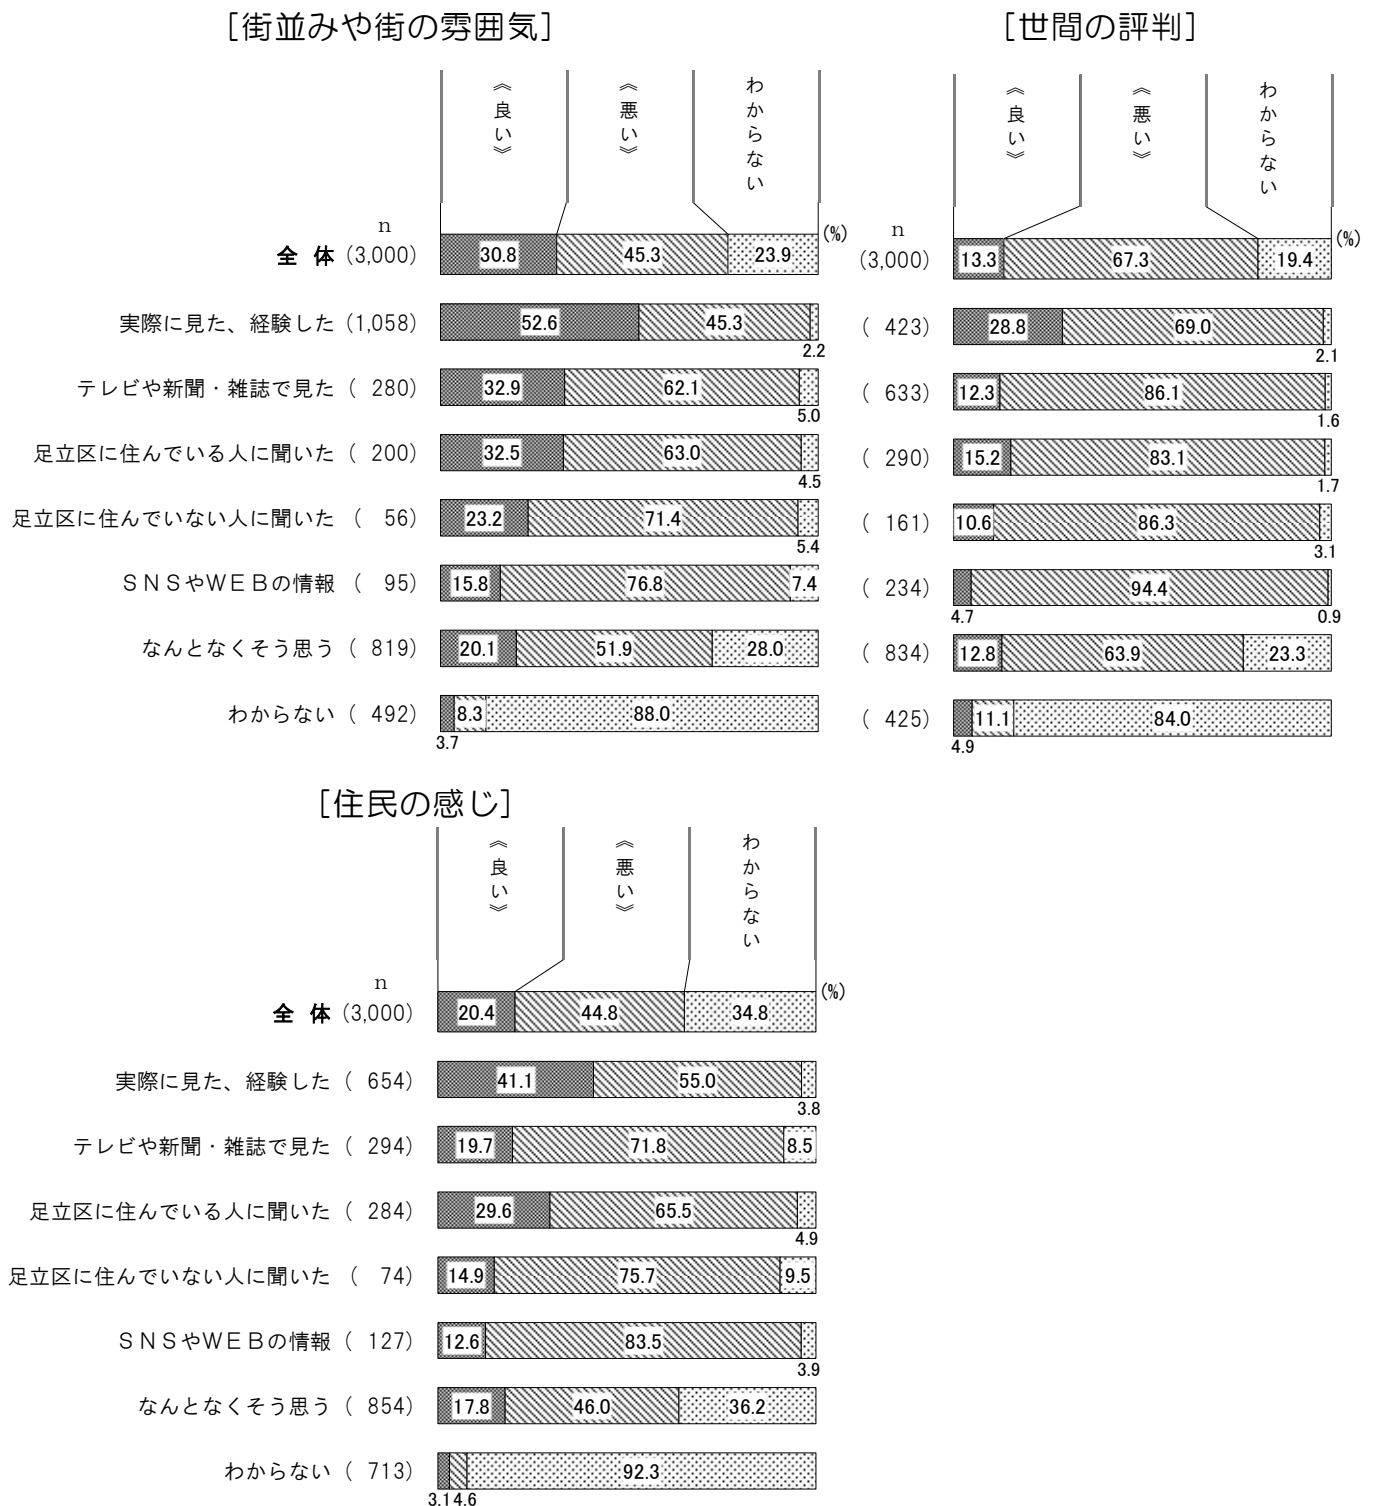 [街並みや街の雰囲気]
《良い》
《悪い》
わからない
n
(%)
全 体 (3,000) 30.8 45.3 23.9
実際に見た、経験した (1,058) 52.6 45.3 2.2
テレビや新聞・雑誌で見た ( 280) 32.9 62.1 5.0
足立区に住んでいる人に聞いた ( 200) 32.5 63.0 4.5
足立区に住んでいない人に聞いた ( 56) 23.2 71.4 5.4
ＳＮＳやＷＥＢの情報 ( 95) 15.8 76.8 7.4
なんとなくそう思う ( 819) 20.1 51.9 28.0
わからない ( 492) 3.7 8.3 88.0
[世間の評判]
《良い》
《悪い》
わからない
n
(%)
(3,000) 13.3 67.3 19.4
( 423) 28.8 69.0 2.1
( 633) 12.3 86.1 1.6
( 290) 15.2 83.1 1.7
( 161) 10.6 86.3 3.1
( 234) 4.7 94.4 0.9
( 834) 12.8 63.9 23.3
( 425) 4.9 11.1 84.0
[住民の感じ]
《良い》
《悪い》
わからない
n
(%)
全 体 (3,000) 20.4 44.8 34.8
実際に見た、経験した ( 654) 41.1 55.0 3.8
テレビや新聞・雑誌で見た ( 294) 19.7 71.8 8.5
足立区に住んでいる人に聞いた ( 284) 29.6 65.5 4.9
足立区に住んでいない人に聞いた ( 74) 14.9 75.7 9.5
ＳＮＳやＷＥＢの情報 ( 127) 12.6 83.5 3.9
なんとなくそう思う ( 854) 17.8 46.0 36.2
わからない ( 713) 3.1 4.6 92.3